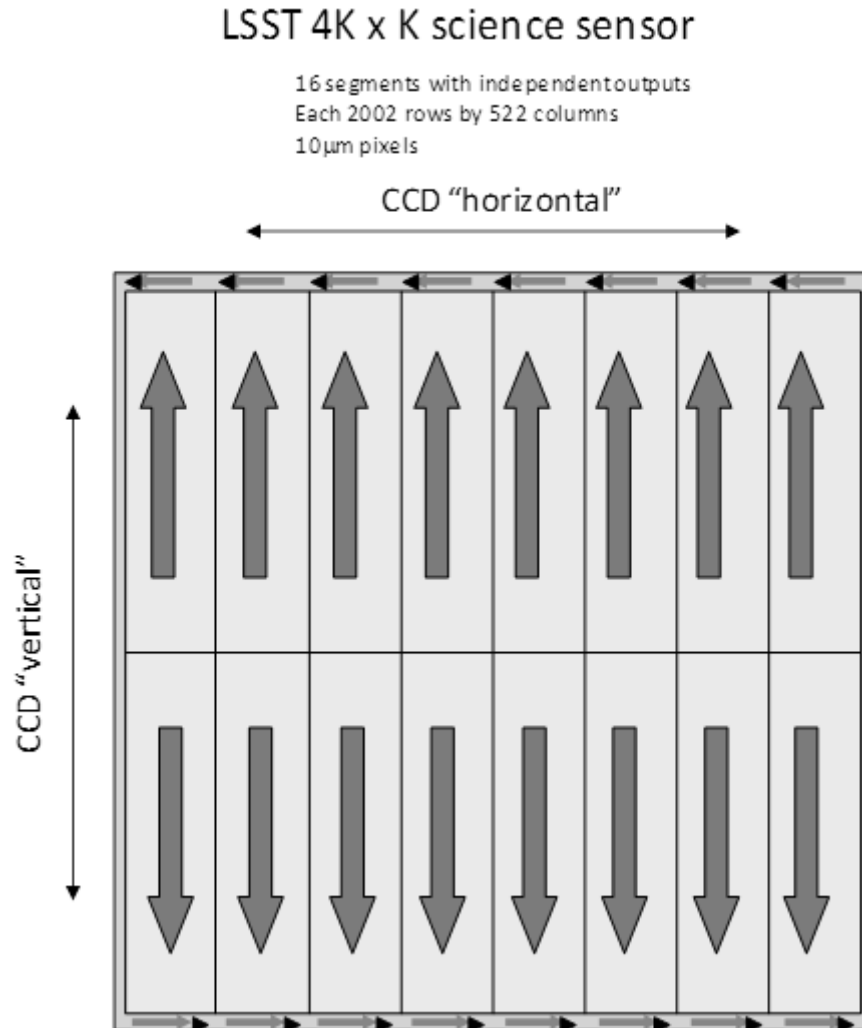 LSST 4K x K science sensor
16 segments with independent outputs
Each 2002 rows by 522 columns
10µm pixels
CCD “horizontal”
CCD “vertical”